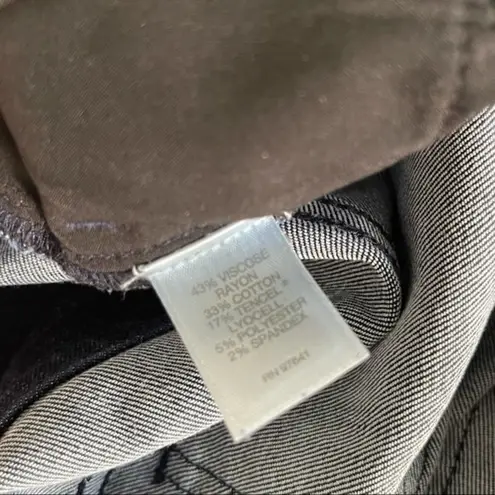 43% VISCOSE
RAYON
33% COTTON
17% TENCEL®
LYOCELL
5% POLYESTER
2% SPANDEX
RN 97841